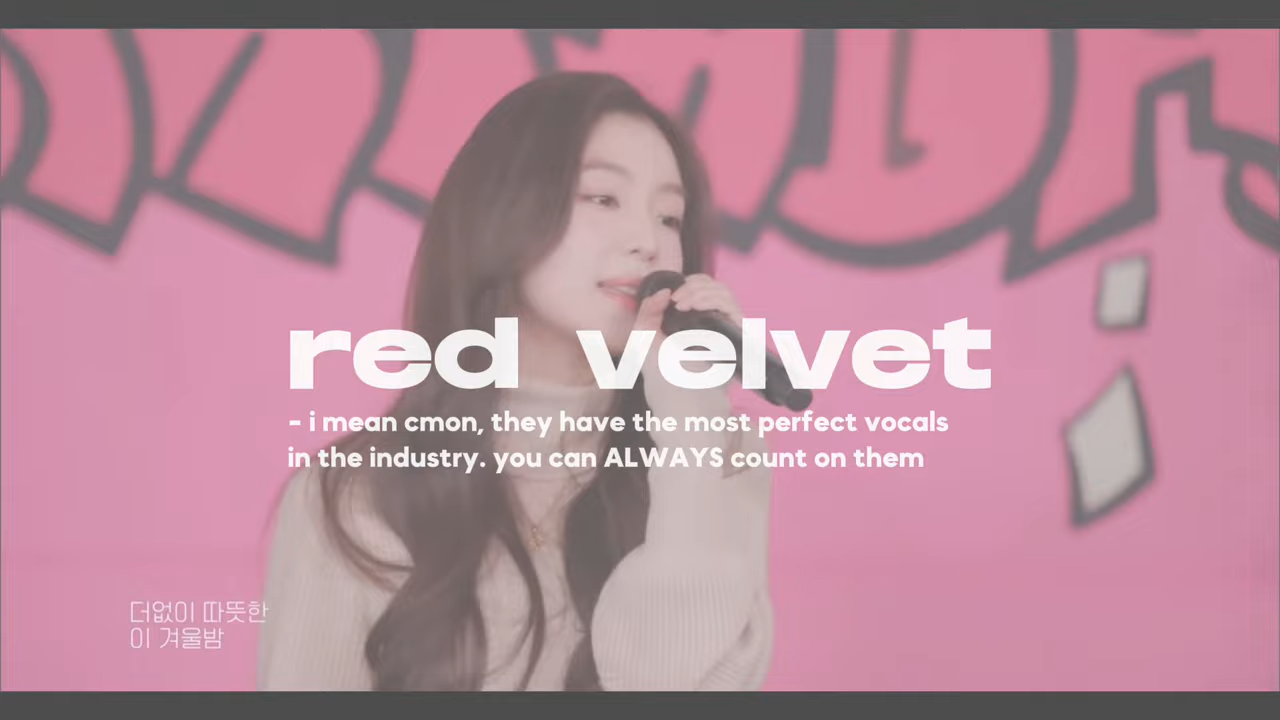 red velvet
- i mean cmon, they have the most perfect vocals
in the industry. you can ALWAYS count on them
더없이 따뜻한
이 겨울밤